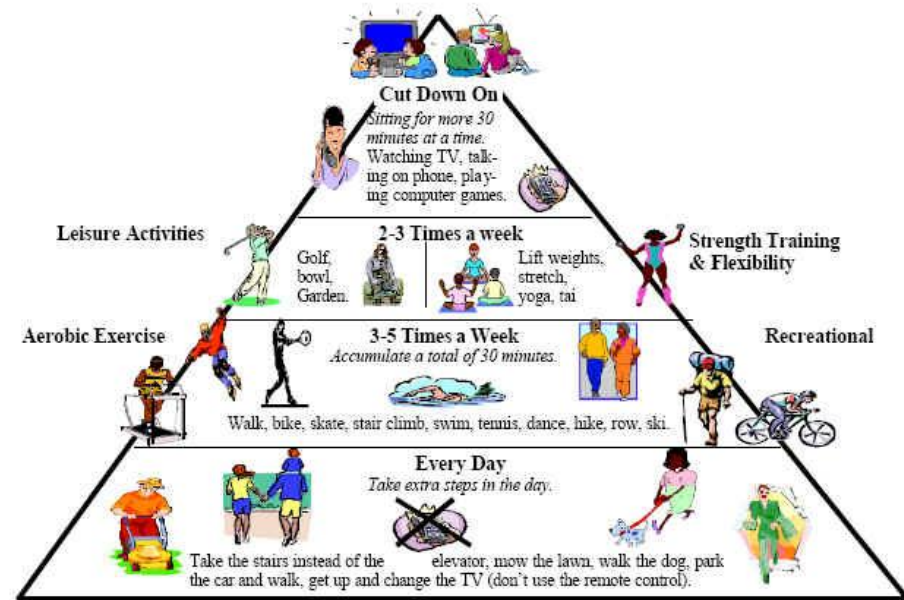 Cut Down On
Sitting for more 30
minutes at a time.
Watching TV, talk-
ing on phone, play-
ing computer games.
Leisure Activities
2-3 Times a week
Strength Training
& Flexibility
Golf,
bowl,
Garden.
Lift weights,
stretch,
yoga, tai
Aerobic Exercise
3-5 Times a Week
Recreational
Accumulate a total of 30 minutes.
Walk, bike, skate, stair climb, swim, tennis, dance, hike, row, ski.
Every Day
Take extra steps in the day.
Take the stairs instead of the elevator, mow the lawn, walk the dog, park
the car and walk, get up and change the TV (don't use the remote control).